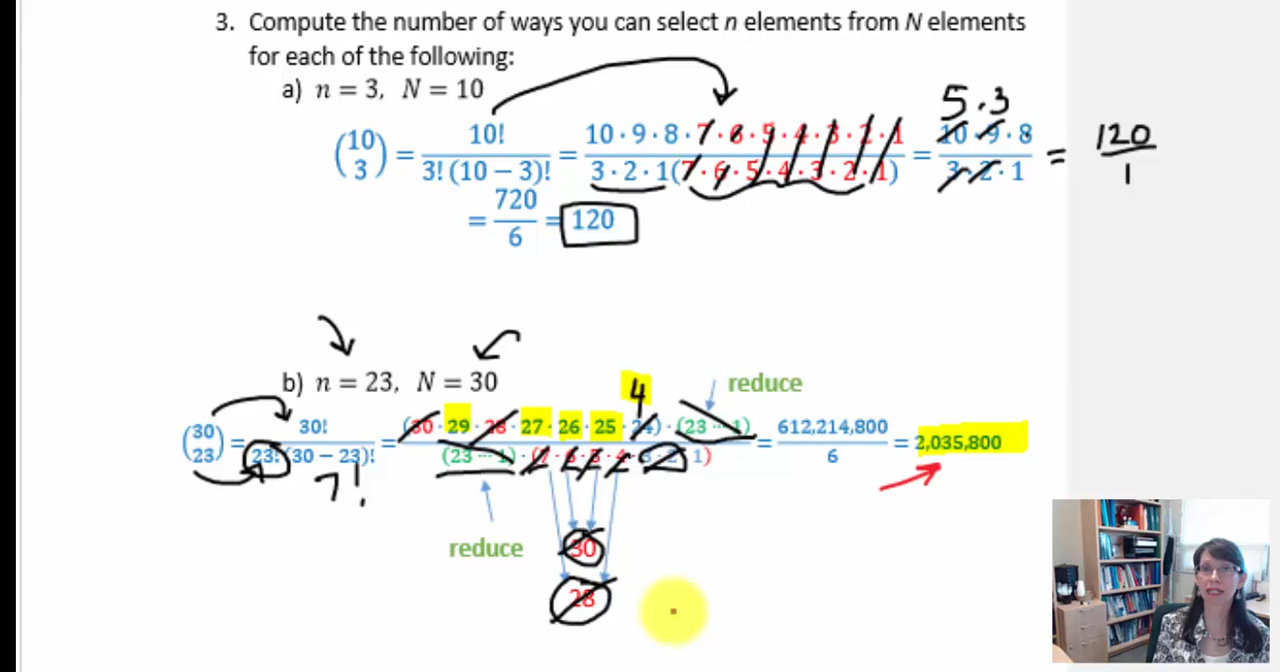 3. Compute the number of ways you can select n elements from N elements
for each of the following:
a) n = 3, N = 10
5·3
(10 3) = 10! / 3!(10 − 3)! = 10·9·8·7·6·5·4·3·2·1 / 3·2·1(7·6·5·4·3·2·1) = 10·9·8 / 3·2·1 = 120 / 1
= 720 / 6 = 120
b) n = 23, N = 30
4
reduce
(30 23) = 30! / 23!(30 − 23)! = (30·29·28·27·26·25·24)·(23⋯1) / (23⋯1)·(7·6·5·4·3·2·1) = 612,214,800 / 6 = 2,035,800
7!
reduce
30
28